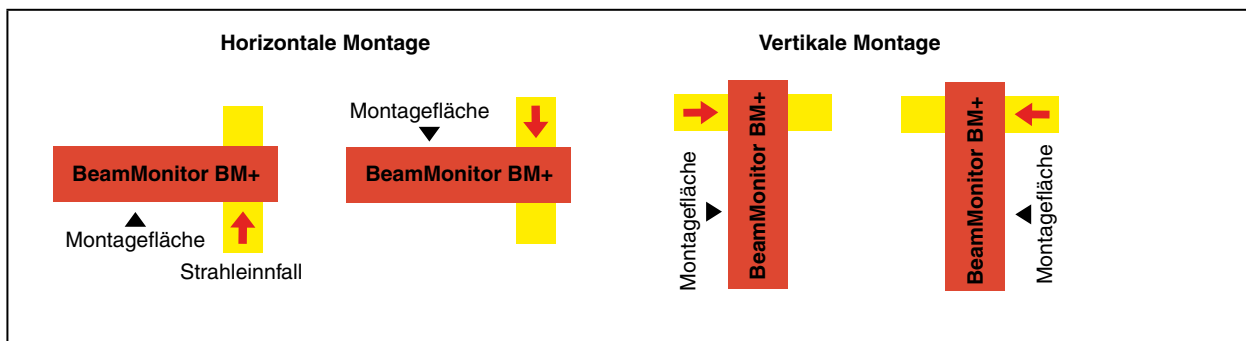 Horizontale Montage
Vertikale Montage
Montagefläche
BeamMonitor BM+
Montagefläche
Strahleinnfall
BeamMonitor BM+
BeamMonitor BM+
Montagefläche
BeamMonitor BM+
Montagefläche